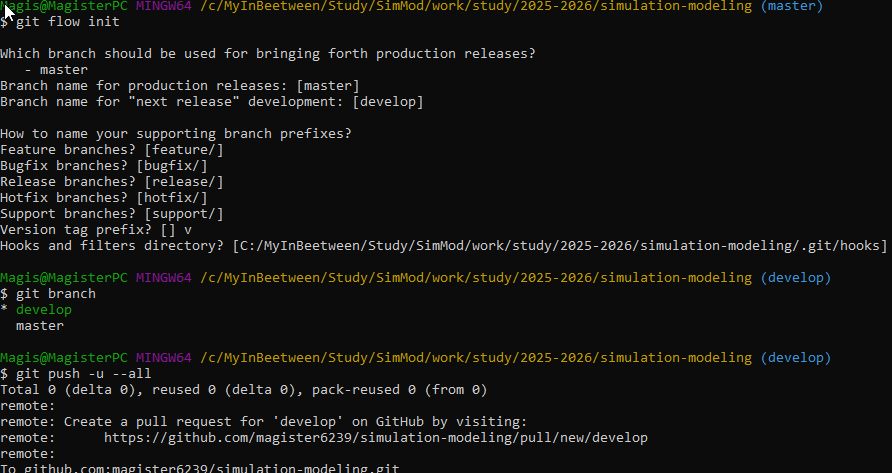 Magis@MagisterPC MINGW64 /c/MyInBeetween/Study/SimMod/work/study/2025-2026/simulation-modeling (master)
$ git flow init

Which branch should be used for bringing forth production releases?
   - master
Branch name for production releases: [master]
Branch name for "next release" development: [develop]

How to name your supporting branch prefixes?
Feature branches? [feature/]
Bugfix branches? [bugfix/]
Release branches? [release/]
Hotfix branches? [hotfix/]
Support branches? [support/]
Version tag prefix? [] v
Hooks and filters directory? [C:/MyInBeetween/Study/SimMod/work/study/2025-2026/simulation-modeling/.git/hooks]

Magis@MagisterPC MINGW64 /c/MyInBeetween/Study/SimMod/work/study/2025-2026/simulation-modeling (develop)
$ git branch
* develop
  master

Magis@MagisterPC MINGW64 /c/MyInBeetween/Study/SimMod/work/study/2025-2026/simulation-modeling (develop)
$ git push -u --all
Total 0 (delta 0), reused 0 (delta 0), pack-reused 0 (from 0)
remote:
remote: Create a pull request for 'develop' on GitHub by visiting:
remote:      https://github.com/magister6239/simulation-modeling/pull/new/develop
remote:
To github.com:magister6239/simulation-modeling.git